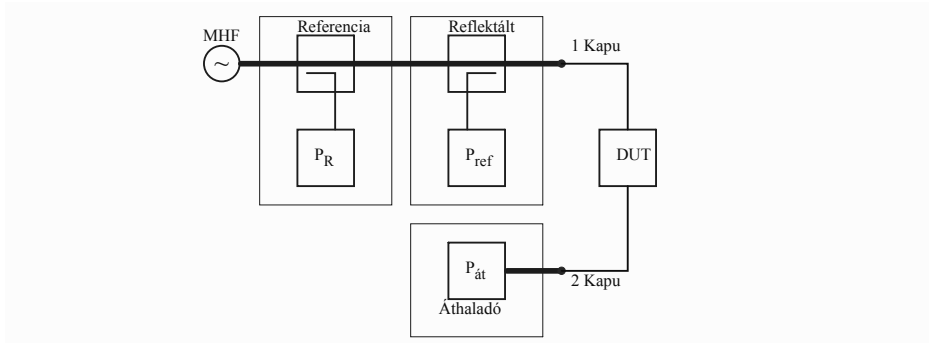 Referencia
Reflektált
MHF
~
1 Kapu
P_R
P_ref
DUT
P_át
2 Kapu
Áthaladó